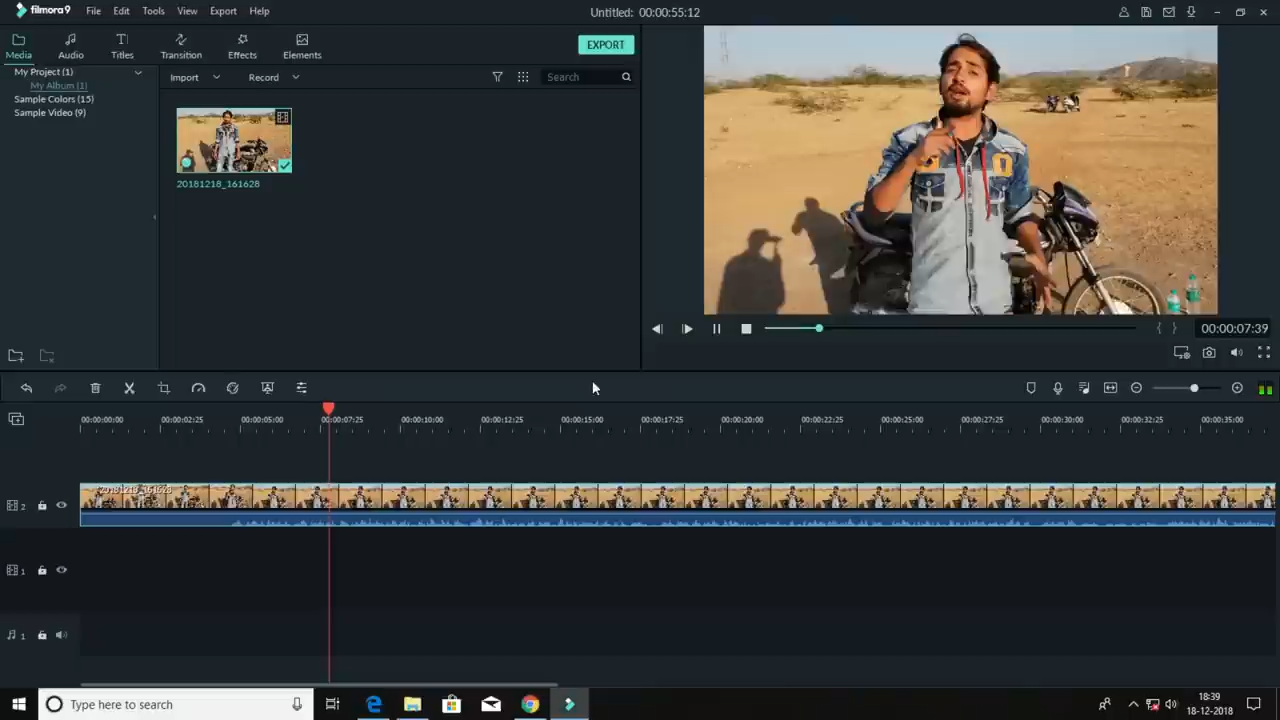 filmora9 File Edit Tools View Export Help Untitled: 00:00:55:12
Media Audio Titles Transition Effects Elements EXPORT
My Project (1)
My Album (1)
Sample Colors (15)
Sample Video (9)
Import Record Search
20181218_161628
00:00:07:39
00:00:00:00 00:00:02:25 00:00:05:00 00:00:07:25 00:00:10:00 00:00:12:25 00:00:15:00 00:00:17:25 00:00:20:00 00:00:22:25 00:00:25:00 00:00:27:25 00:00:30:00 00:00:32:25 00:00:35:00
20181218_161628
2
1
1
Type here to search
18:39
18-12-2018